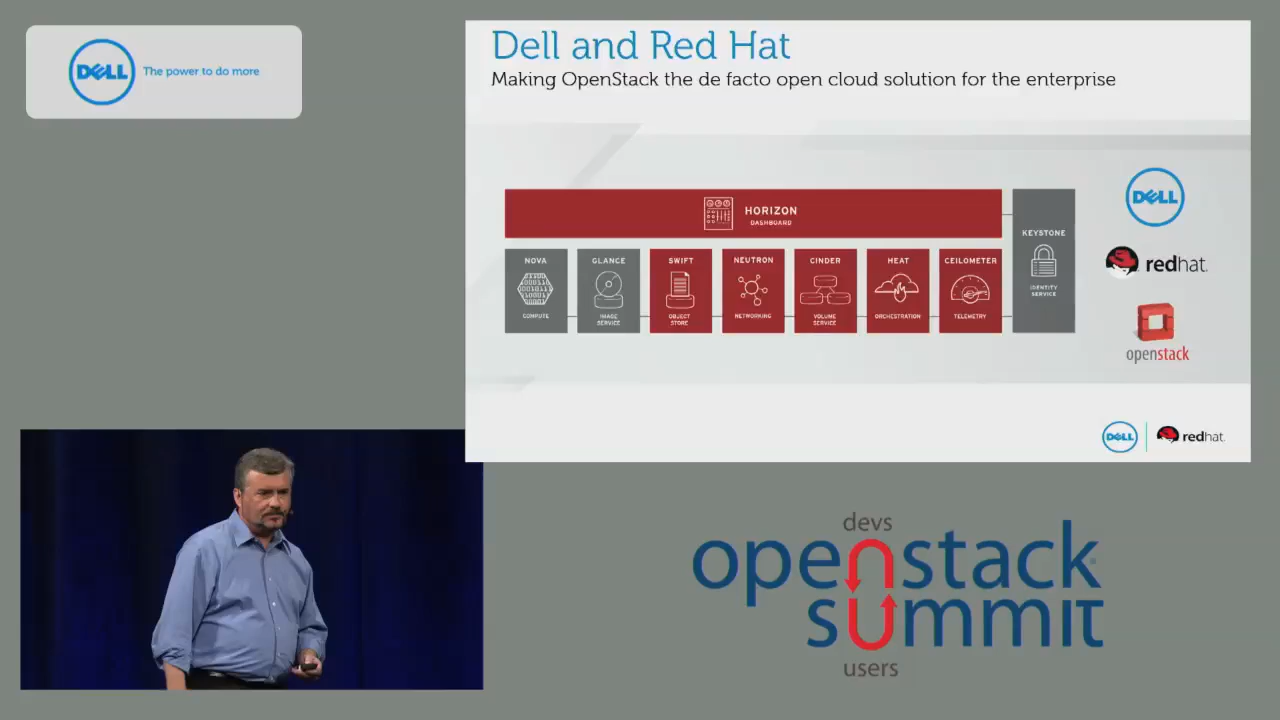 DELL
The power to do more
Dell and Red Hat
Making OpenStack the de facto open cloud solution for the enterprise
HORIZON
DASHBOARD
NOVA
COMPUTE
GLANCE
IMAGE
SERVICE
SWIFT
OBJECT
STORE
NEUTRON
NETWORKING
CINDER
VOLUME
SERVICE
HEAT
ORCHESTRATION
CEILOMETER
TELEMETRY
KEYSTONE
IDENTITY
SERVICE
DELL
redhat.
openstack
DELL
redhat.
devs
openstack
summit
users